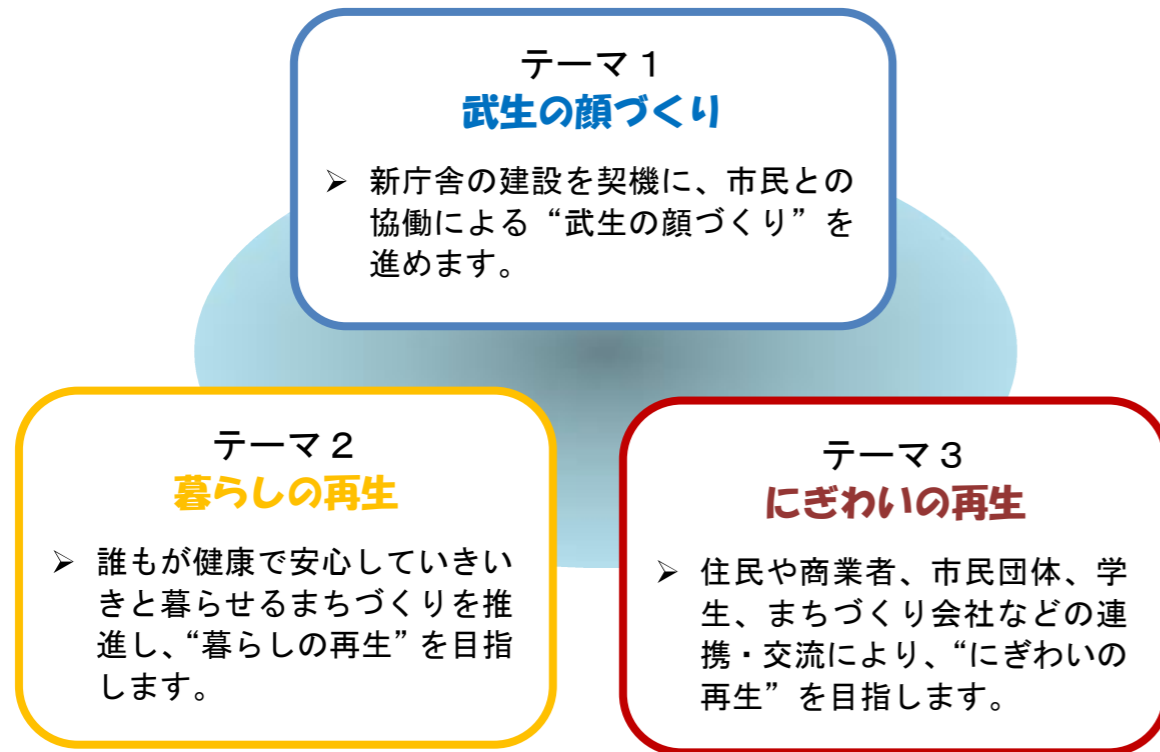 テーマ１
武生の顔づくり
➢ 新庁舎の建設を契機に、市民との
協働による“武生の顔づくり”を
進めます。
テーマ２
暮らしの再生
➢ 誰もが健康で安心していきい
きと暮らせるまちづくりを推
進し、“暮らしの再生”を目指
します。
テーマ３
にぎわいの再生
➢ 住民や商業者、市民団体、学
生、まちづくり会社などの連
携・交流により、“にぎわいの
再生”を目指します。